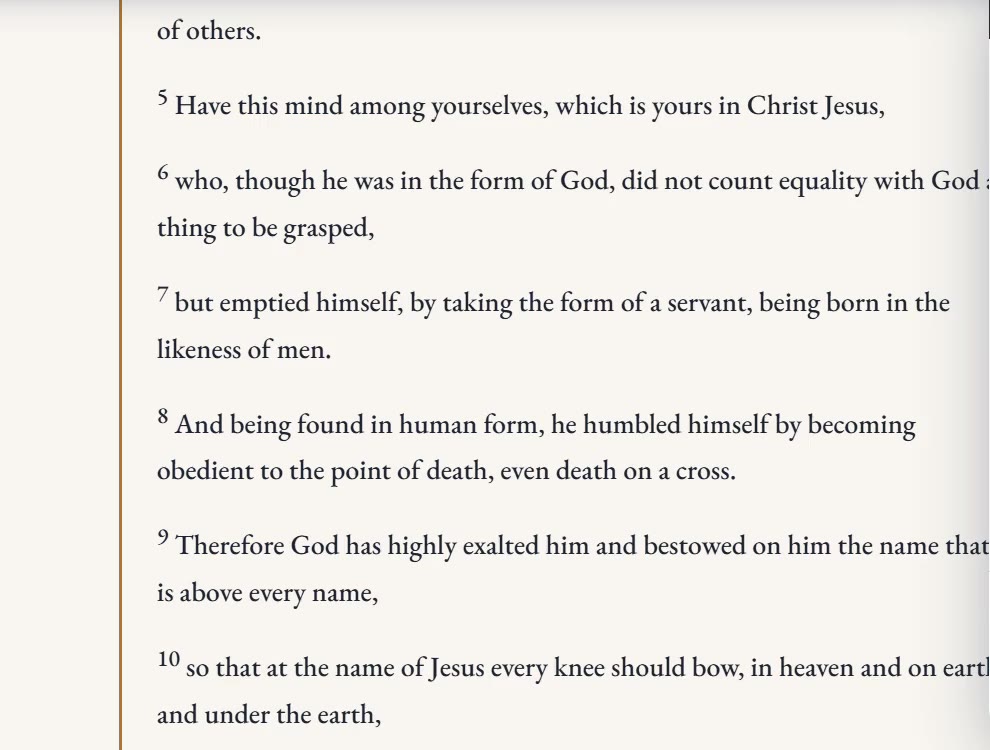 of others.
5 Have this mind among yourselves, which is yours in Christ Jesus,
6 who, though he was in the form of God, did not count equality with God
thing to be grasped,
7 but emptied himself, by taking the form of a servant, being born in the
likeness of men.
8 And being found in human form, he humbled himself by becoming
obedient to the point of death, even death on a cross.
9 Therefore God has highly exalted him and bestowed on him the name that
is above every name,
10 so that at the name of Jesus every knee should bow, in heaven and on
and under the earth,